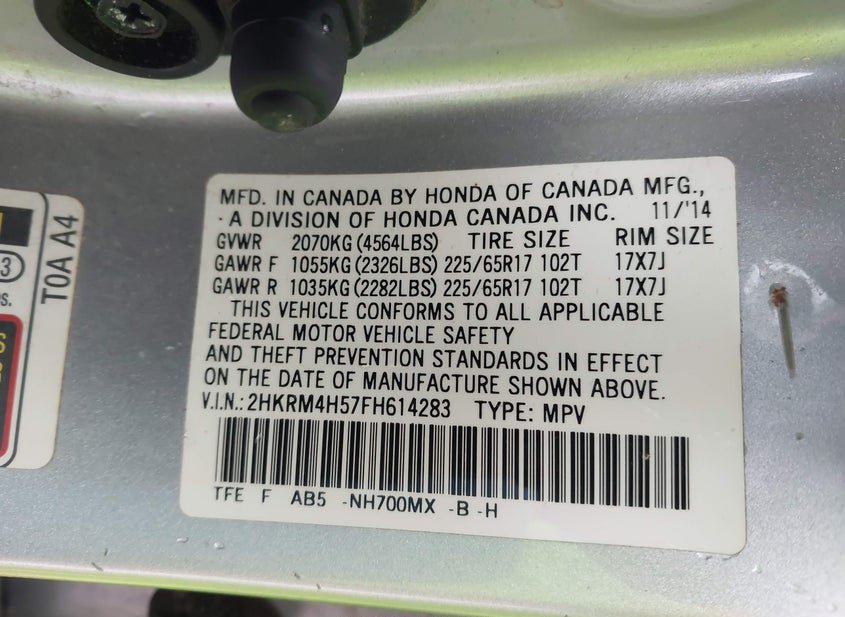 MFD. IN CANADA BY HONDA OF CANADA MFG.,
A DIVISION OF HONDA CANADA INC. 11/'14
GVWR 2070KG (4564LBS) TIRE SIZE RIM SIZE
GAWR F 1055KG (2326LBS) 225/65R17 102T 17X7J
GAWR R 1035KG (2282LBS) 225/65R17 102T 17X7J
THIS VEHICLE CONFORMS TO ALL APPLICABLE
FEDERAL MOTOR VEHICLE SAFETY
AND THEFT PREVENTION STANDARDS IN EFFECT
ON THE DATE OF MANUFACTURE SHOWN ABOVE.
V.I.N.: 2HKRM4H57FH614283 TYPE: MPV
TFE F AB5 -NH700MX -B -H
T0A A4
3